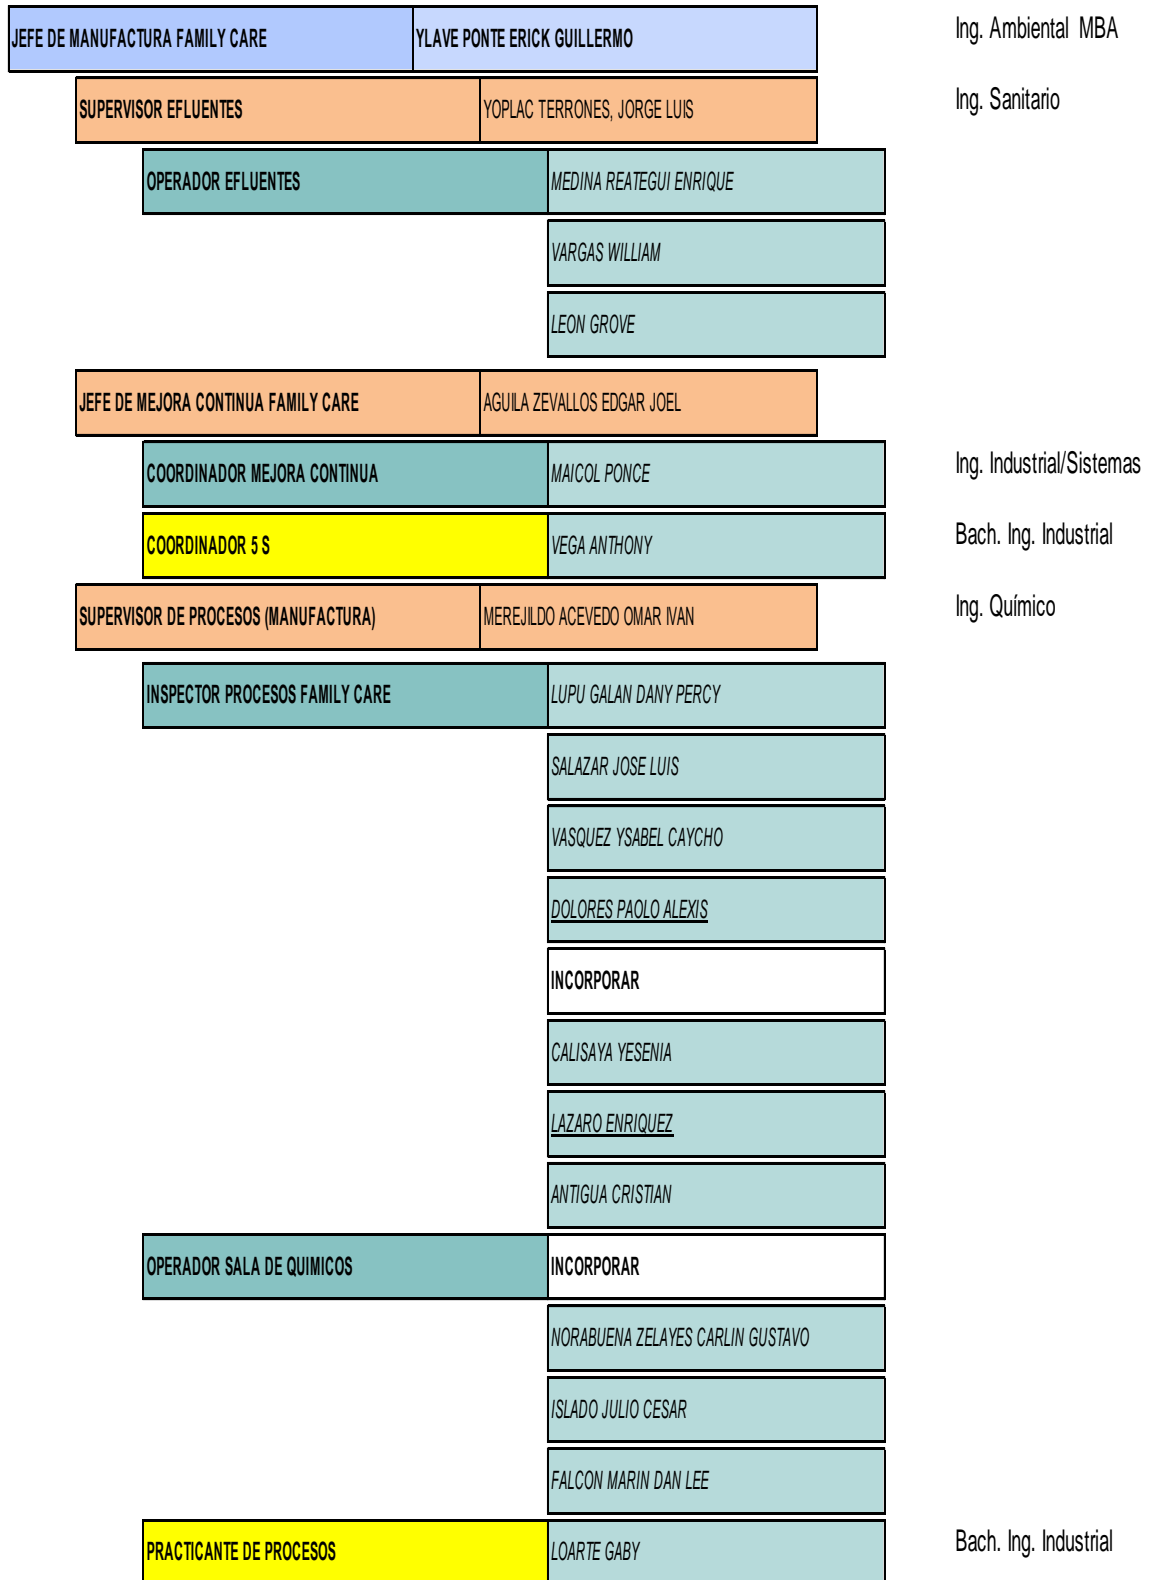 JEFE DE MANUFACTURA FAMILY CARE YLAVE PONTE ERICK GUILLERMO Ing. Ambiental MBA
SUPERVISOR EFLUENTES YOPLAC TERRONES, JORGE LUIS Ing. Sanitario
OPERADOR EFLUENTES MEDINA REATEGUI ENRIQUE
VARGAS WILLIAM
LEON GROVE
JEFE DE MEJORA CONTINUA FAMILY CARE AGUILA ZEVALLOS EDGAR JOEL
COORDINADOR MEJORA CONTINUA MAICOL PONCE Ing. Industrial/Sistemas
COORDINADOR 5 S VEGA ANTHONY Bach. Ing. Industrial
SUPERVISOR DE PROCESOS (MANUFACTURA) MEREJILDO ACEVEDO OMAR IVAN Ing. Químico
INSPECTOR PROCESOS FAMILY CARE LUPU GALAN DANY PERCY
SALAZAR JOSE LUIS
VASQUEZ YSABEL CAYCHO
DOLORES PAOLO ALEXIS
INCORPORAR
CALISAYA YESENIA
LAZARO ENRIQUEZ
ANTIGUA CRISTIAN
OPERADOR SALA DE QUIMICOS INCORPORAR
NORABUENA ZELAYES CARLIN GUSTAVO
ISLADO JULIO CESAR
FALCON MARIN DAN LEE
PRACTICANTE DE PROCESOS LOARTE GABY Bach. Ing. Industrial